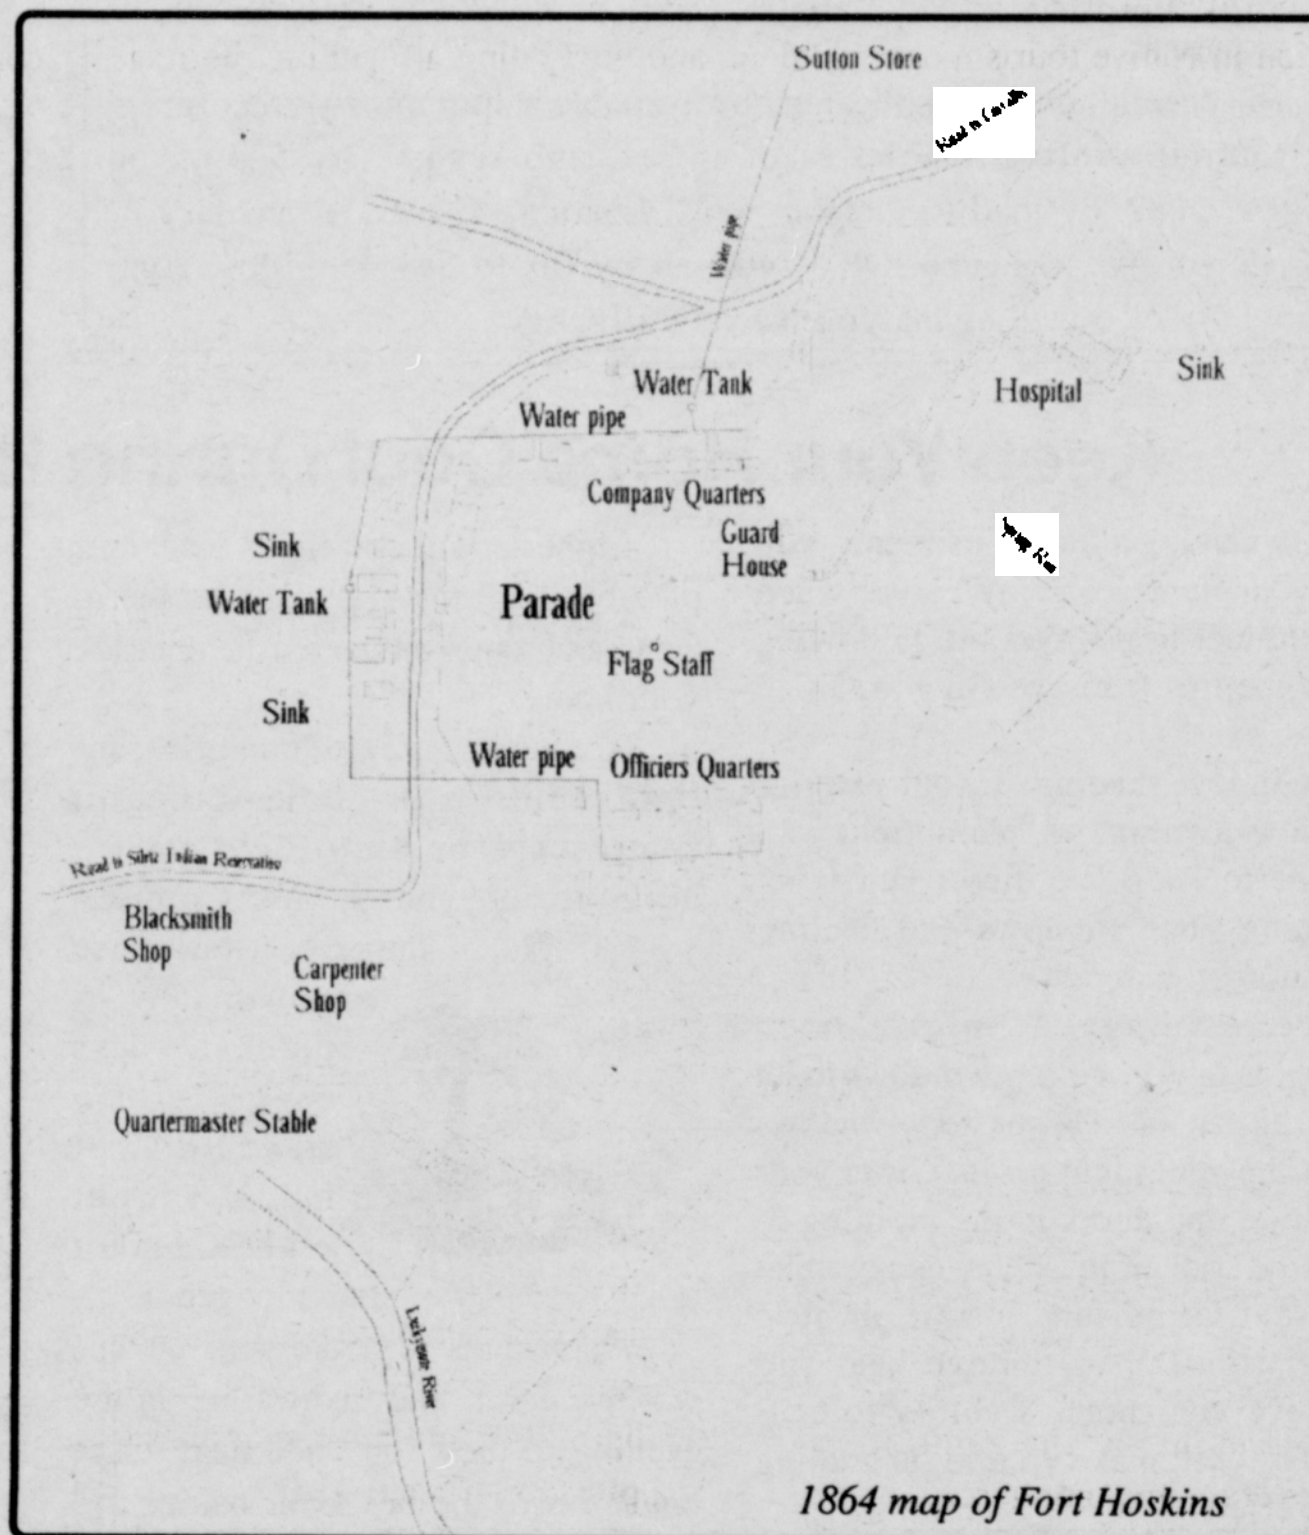 Sutton Store
Road to
Water pipe
Water Tank
Hospital
Sink
Water pipe
Company Quarters
Guard
House
Sink
Water Tank
Parade
Flag Staff
Sink
Water pipe
Officiers Quarters
Road to Siletz Indian
Blacksmith
Shop
Carpenter
Shop
Quartermaster Stable
River
1864 map of Fort Hoskins